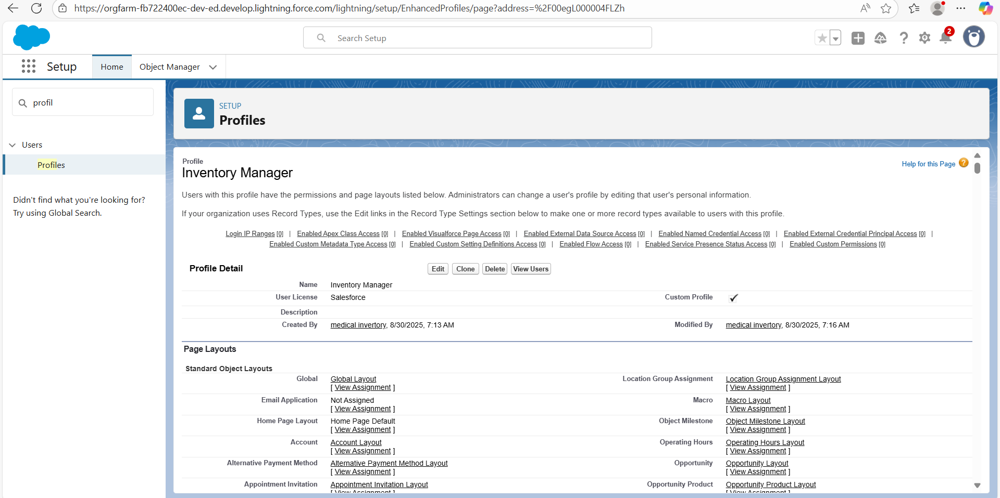 https://orgfarm-fb722400ec-dev-ed.develop.lightning.force.com/lightning/setup/EnhancedProfiles/page?address=%2F00egL000004FLZh
Search Setup
2
Setup
Home
Object Manager
profil
Users
Profiles
Didn't find what you're looking for?
Try using Global Search.
SETUP
Profiles
Profile
Inventory Manager
Help for this Page ?
Users with this profile have the permissions and page layouts listed below. Administrators can change a user's profile by editing that user's personal information.
If your organization uses Record Types, use the Edit links in the Record Type Settings section below to make one or more record types available to users with this profile.
Login IP Ranges [0] | Enabled Apex Class Access [0] | Enabled Visualforce Page Access [0] | Enabled External Data Source Access [0] | Enabled Named Credential Access [0] | Enabled External Credential Principal Access [0] |
Enabled Custom Metadata Type Access [0] | Enabled Custom Setting Definitions Access [0] | Enabled Flow Access [0] | Enabled Service Presence Status Access [0] | Enabled Custom Permissions [0]
Profile Detail Edit Clone Delete View Users
Name Inventory Manager
User License Salesforce Custom Profile
Description
Created By medical invertory, 8/30/2025, 7:13 AM Modified By medical invertory, 8/30/2025, 7:16 AM
Page Layouts
Standard Object Layouts
Global Global Layout Location Group Assignment Location Group Assignment Layout
[ View Assignment ] [ View Assignment ]
Email Application Not Assigned Macro Macro Layout
[ View Assignment ] [ View Assignment ]
Home Page Layout Home Page Default Object Milestone Object Milestone Layout
[ View Assignment ] [ View Assignment ]
Account Account Layout Operating Hours Operating Hours Layout
[ View Assignment ] [ View Assignment ]
Alternative Payment Method Alternative Payment Method Layout Opportunity Opportunity Layout
[ View Assignment ] [ View Assignment ]
Appointment Invitation Appointment Invitation Layout Opportunity Product Opportunity Product Layout
[ View Assignment ] [ View Assignment ]